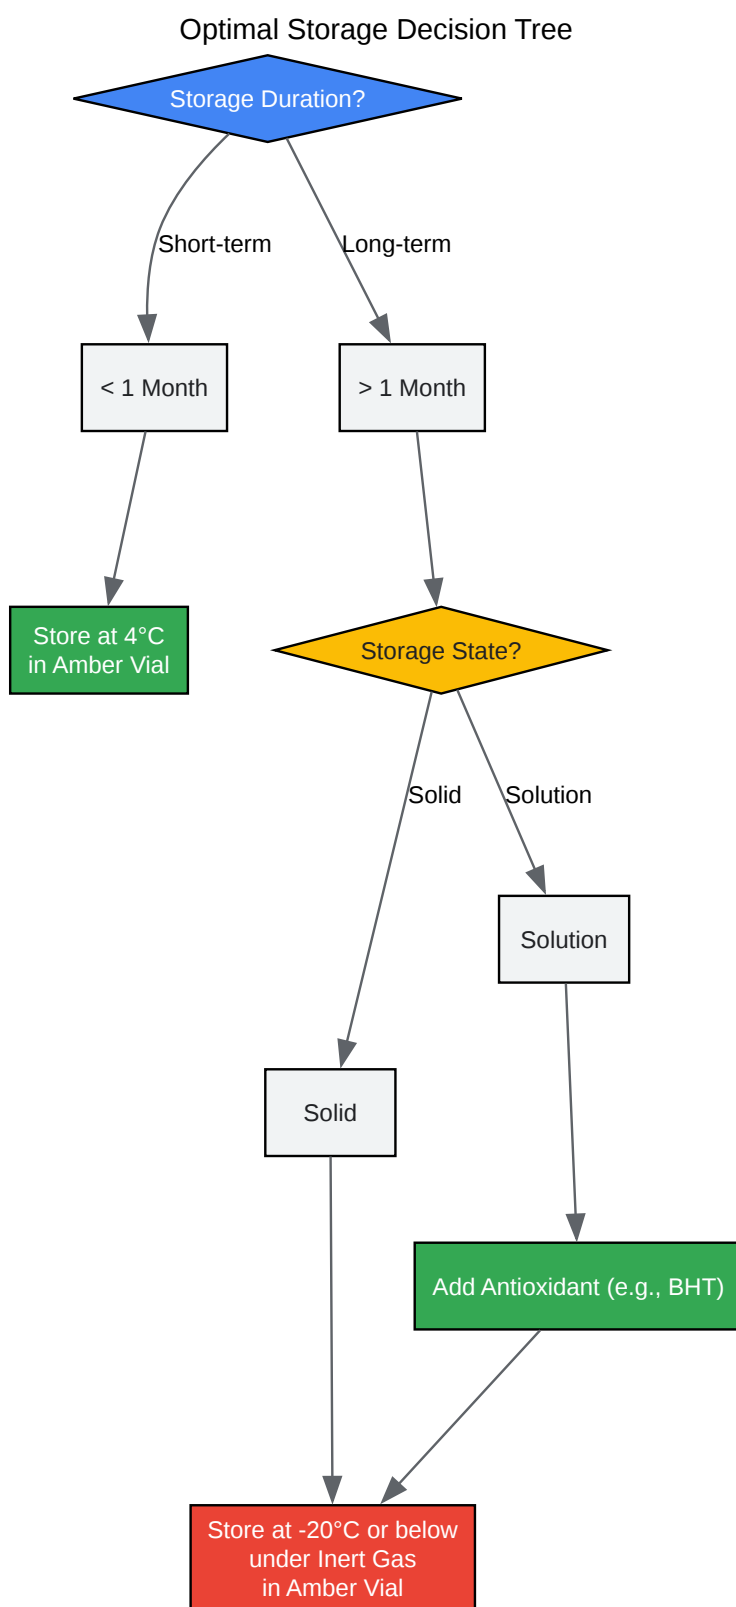 Optimal Storage Decision Tree
Storage Duration?
Short-term
Long-term
< 1 Month
> 1 Month
Store at 4°C
in Amber Vial
Storage State?
Solid
Solution
Solution
Solid
Add Antioxidant (e.g., BHT)
Store at -20°C or below
under Inert Gas
in Amber Vial